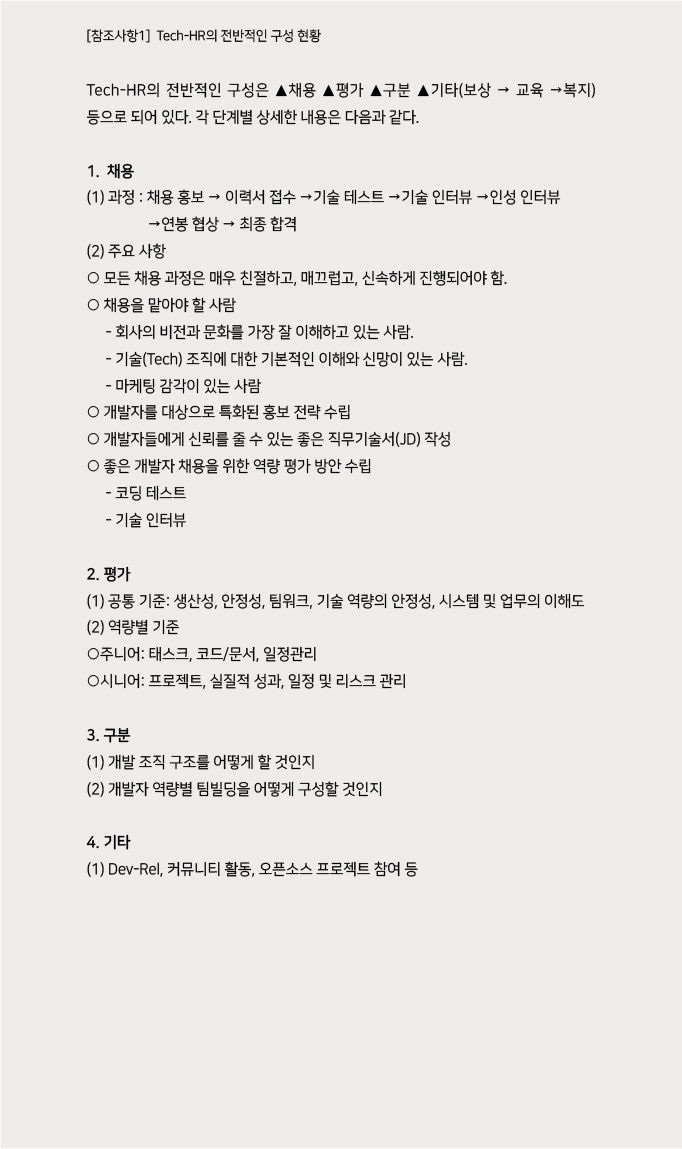 [참조사항1] Tech-HR의 전반적인 구성 현황
Tech-HR의 전반적인 구성은 ▲채용 ▲평가 ▲구분 ▲기타(보상 → 교육 →복지)
등으로 되어 있다. 각 단계별 상세한 내용은 다음과 같다.
1. 채용
(1) 과정 : 채용 홍보 → 이력서 접수 →기술 테스트 →기술 인터뷰 →인성 인터뷰
→연봉 협상 → 최종 합격
(2) 주요 사항
○ 모든 채용 과정은 매우 친절하고, 매끄럽고, 신속하게 진행되어야 함.
○ 채용을 맡아야 할 사람
- 회사의 비전과 문화를 가장 잘 이해하고 있는 사람.
- 기술(Tech) 조직에 대한 기본적인 이해와 신망이 있는 사람.
- 마케팅 감각이 있는 사람
○ 개발자를 대상으로 특화된 홍보 전략 수립
○ 개발자들에게 신뢰를 줄 수 있는 좋은 직무기술서(JD) 작성
○ 좋은 개발자 채용을 위한 역량 평가 방안 수립
- 코딩 테스트
- 기술 인터뷰
2. 평가
(1) 공통 기준: 생산성, 안정성, 팀워크, 기술 역량의 안정성, 시스템 및 업무의 이해도
(2) 역량별 기준
○주니어: 태스크, 코드/문서, 일정관리
○시니어: 프로젝트, 실질적 성과, 일정 및 리스크 관리
3. 구분
(1) 개발 조직 구조를 어떻게 할 것인지
(2) 개발자 역량별 팀빌딩을 어떻게 구성할 것인지
4. 기타
(1) Dev-Rel, 커뮤니티 활동, 오픈소스 프로젝트 참여 등